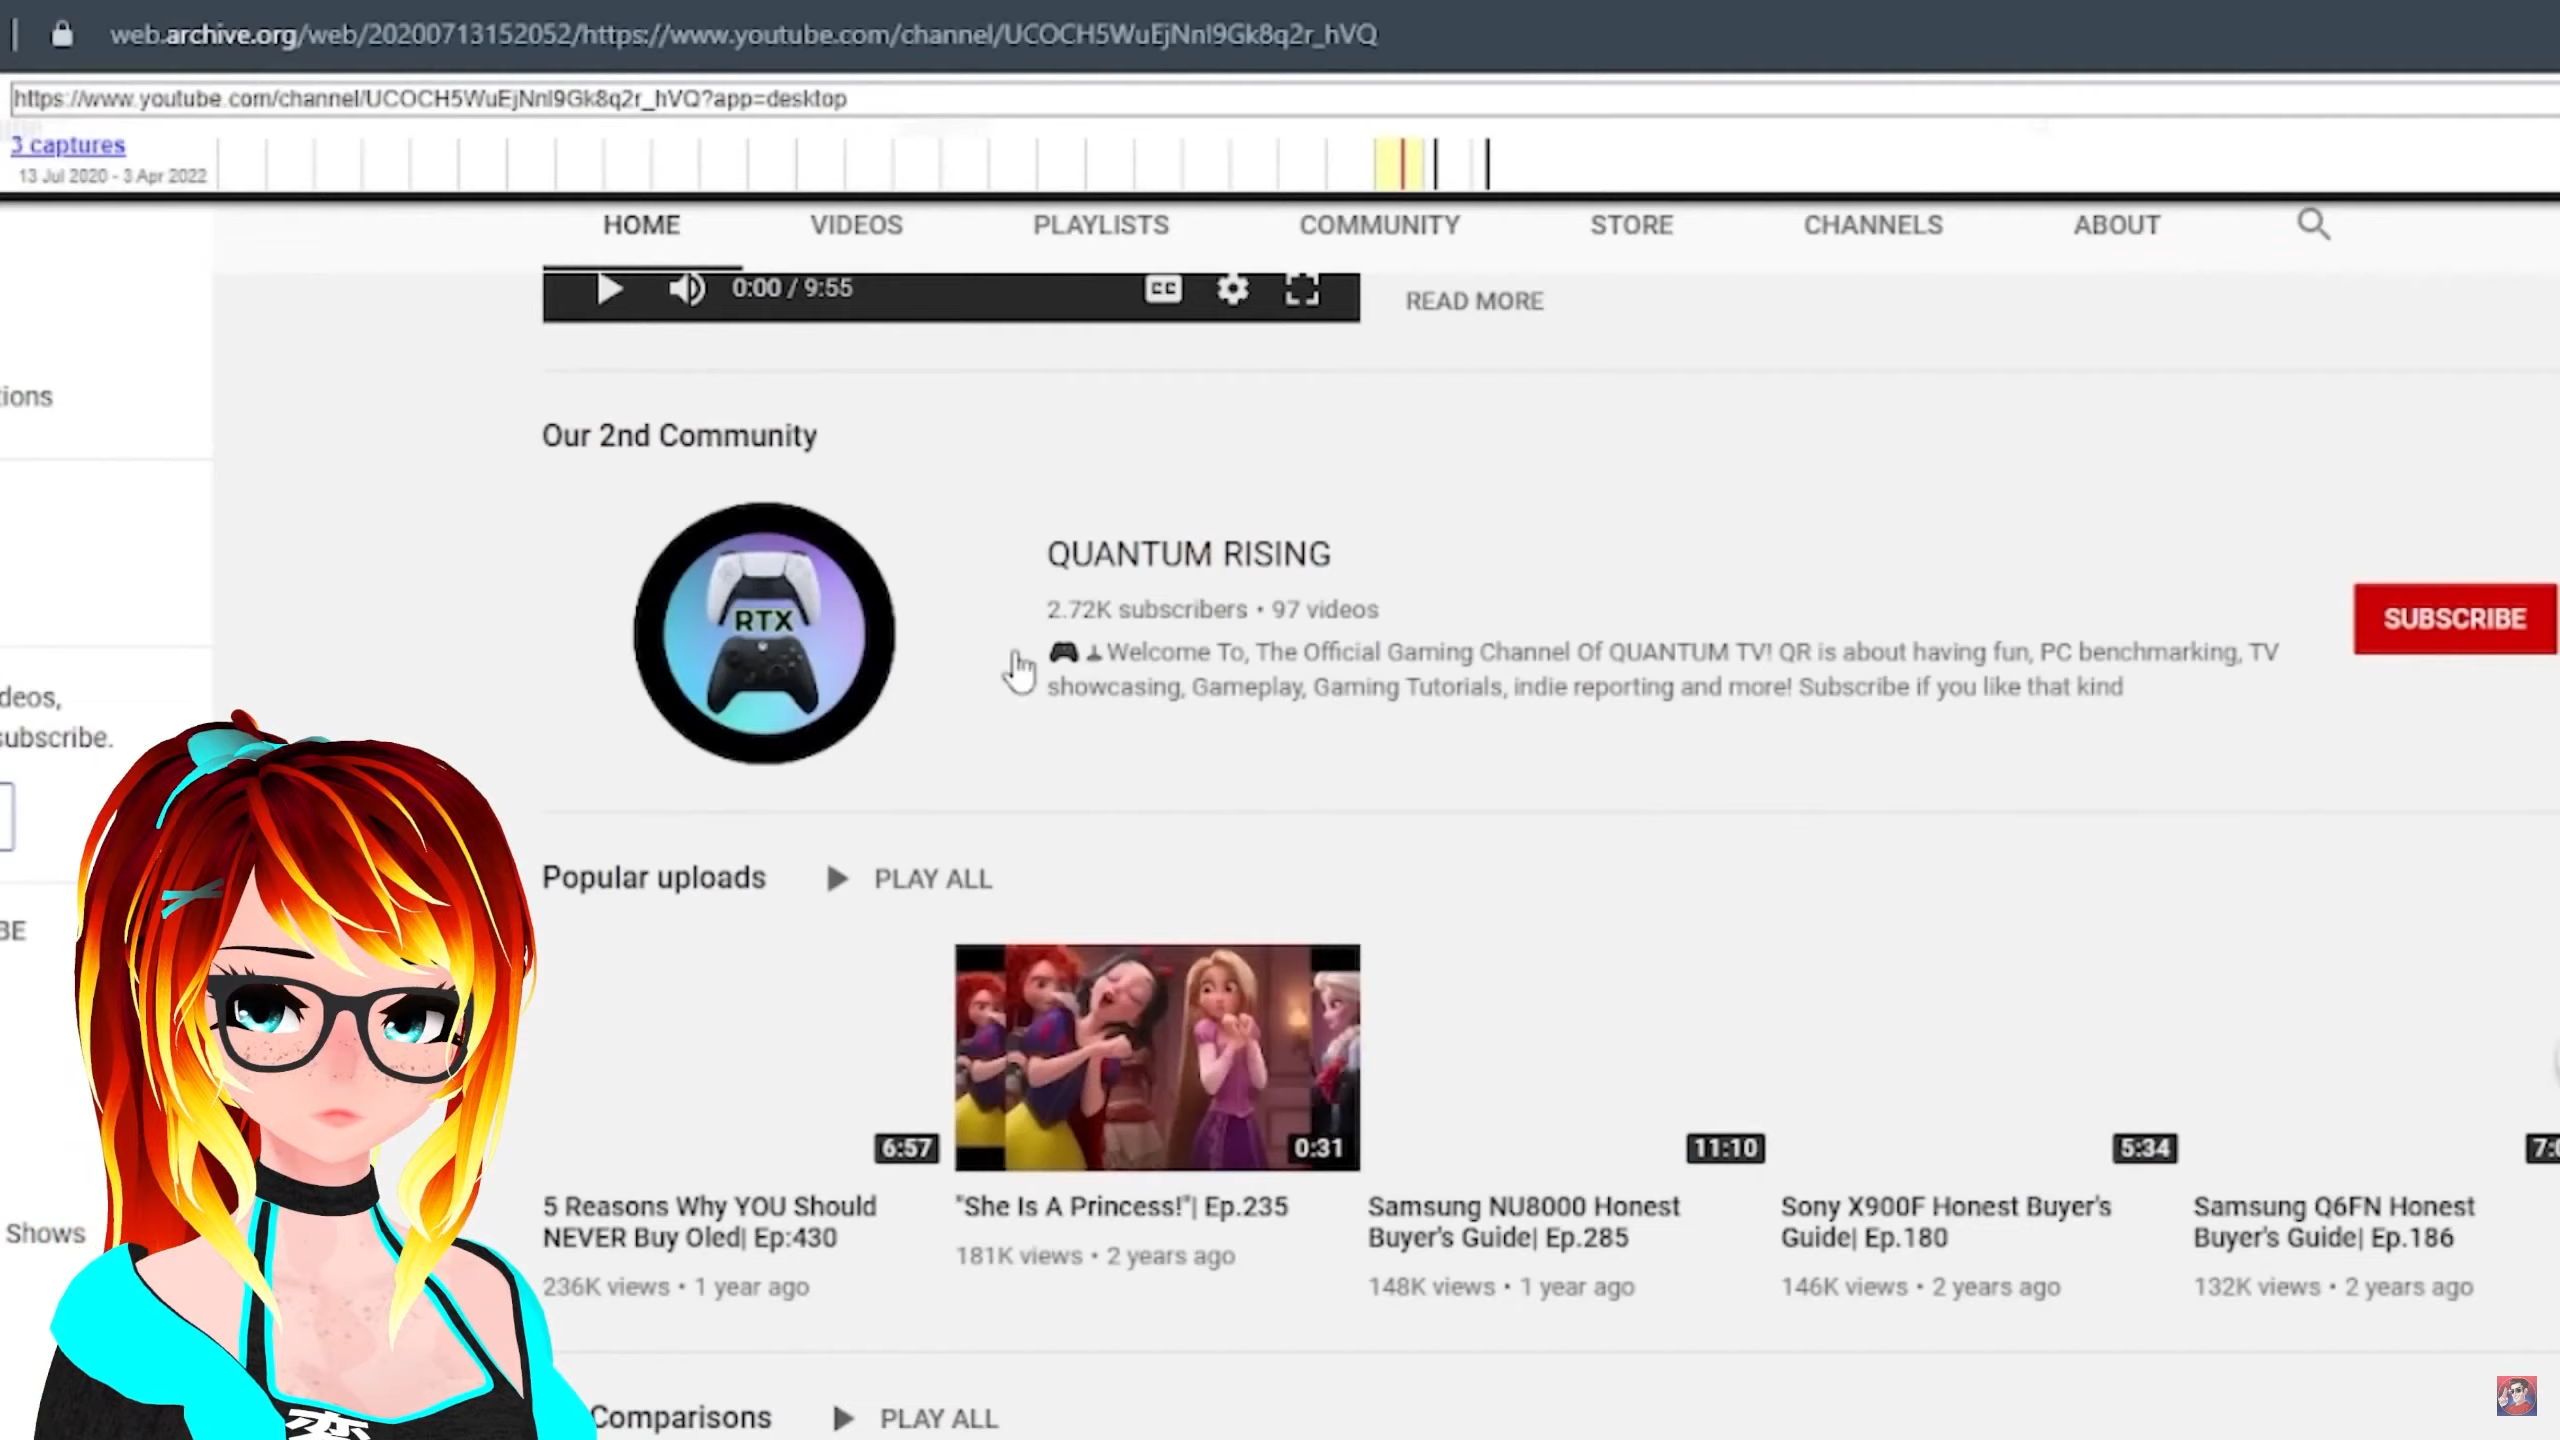 web.archive.org/web/20200713152052/https://www.youtube.com/channel/UCOCH5WuEjNnI9Gk8q2r_hVQ
https://www.youtube.com/channel/UCOCH5WuEjNnI9Gk8q2r_hVQ?app=desktop
3 captures
13 Jul 2020 - 3 Apr 2022
HOME VIDEOS PLAYLISTS COMMUNITY STORE CHANNELS ABOUT
0:00 / 9:55 CC
READ MORE
tions
Our 2nd Community
RTX
QUANTUM RISING
2.72K subscribers • 97 videos
Welcome To, The Official Gaming Channel Of QUANTUM TV! QR is about having fun, PC benchmarking, TV
showcasing, Gameplay, Gaming Tutorials, indie reporting and more! Subscribe if you like that kind
SUBSCRIBE
deos,
subscribe.
BE
Shows
Popular uploads PLAY ALL
6:57
0:31
11:10
5:34
5 Reasons Why YOU Should
NEVER Buy Oled| Ep:430
236K views • 1 year ago
"She Is A Princess!"| Ep.235
181K views • 2 years ago
Samsung NU8000 Honest
Buyer's Guide| Ep.285
148K views • 1 year ago
Sony X900F Honest Buyer's
Guide| Ep.180
146K views • 2 years ago
Samsung Q6FN Honest
Buyer's Guide| Ep.186
132K views • 2 years ago
Comparisons PLAY ALL